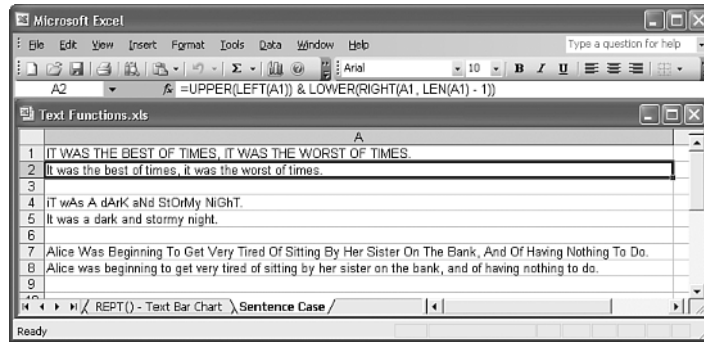 Microsoft Excel
File Edit View Insert Format Tools Data Window Help Type a question for help
Σ Arial 10 B I U
A2 fx =UPPER(LEFT(A1)) & LOWER(RIGHT(A1, LEN(A1) - 1))
Text Functions.xls
A
1 IT WAS THE BEST OF TIMES, IT WAS THE WORST OF TIMES.
2 It was the best of times, it was the worst of times.
3
4 iT wAs A dArK aNd StOrMy NiGhT.
5 It was a dark and stormy night.
6
7 Alice Was Beginning To Get Very Tired Of Sitting By Her Sister On The Bank, And Of Having Nothing To Do.
8 Alice was beginning to get very tired of sitting by her sister on the bank, and of having nothing to do.
9
REPT() - Text Bar Chart Sentence Case
Ready